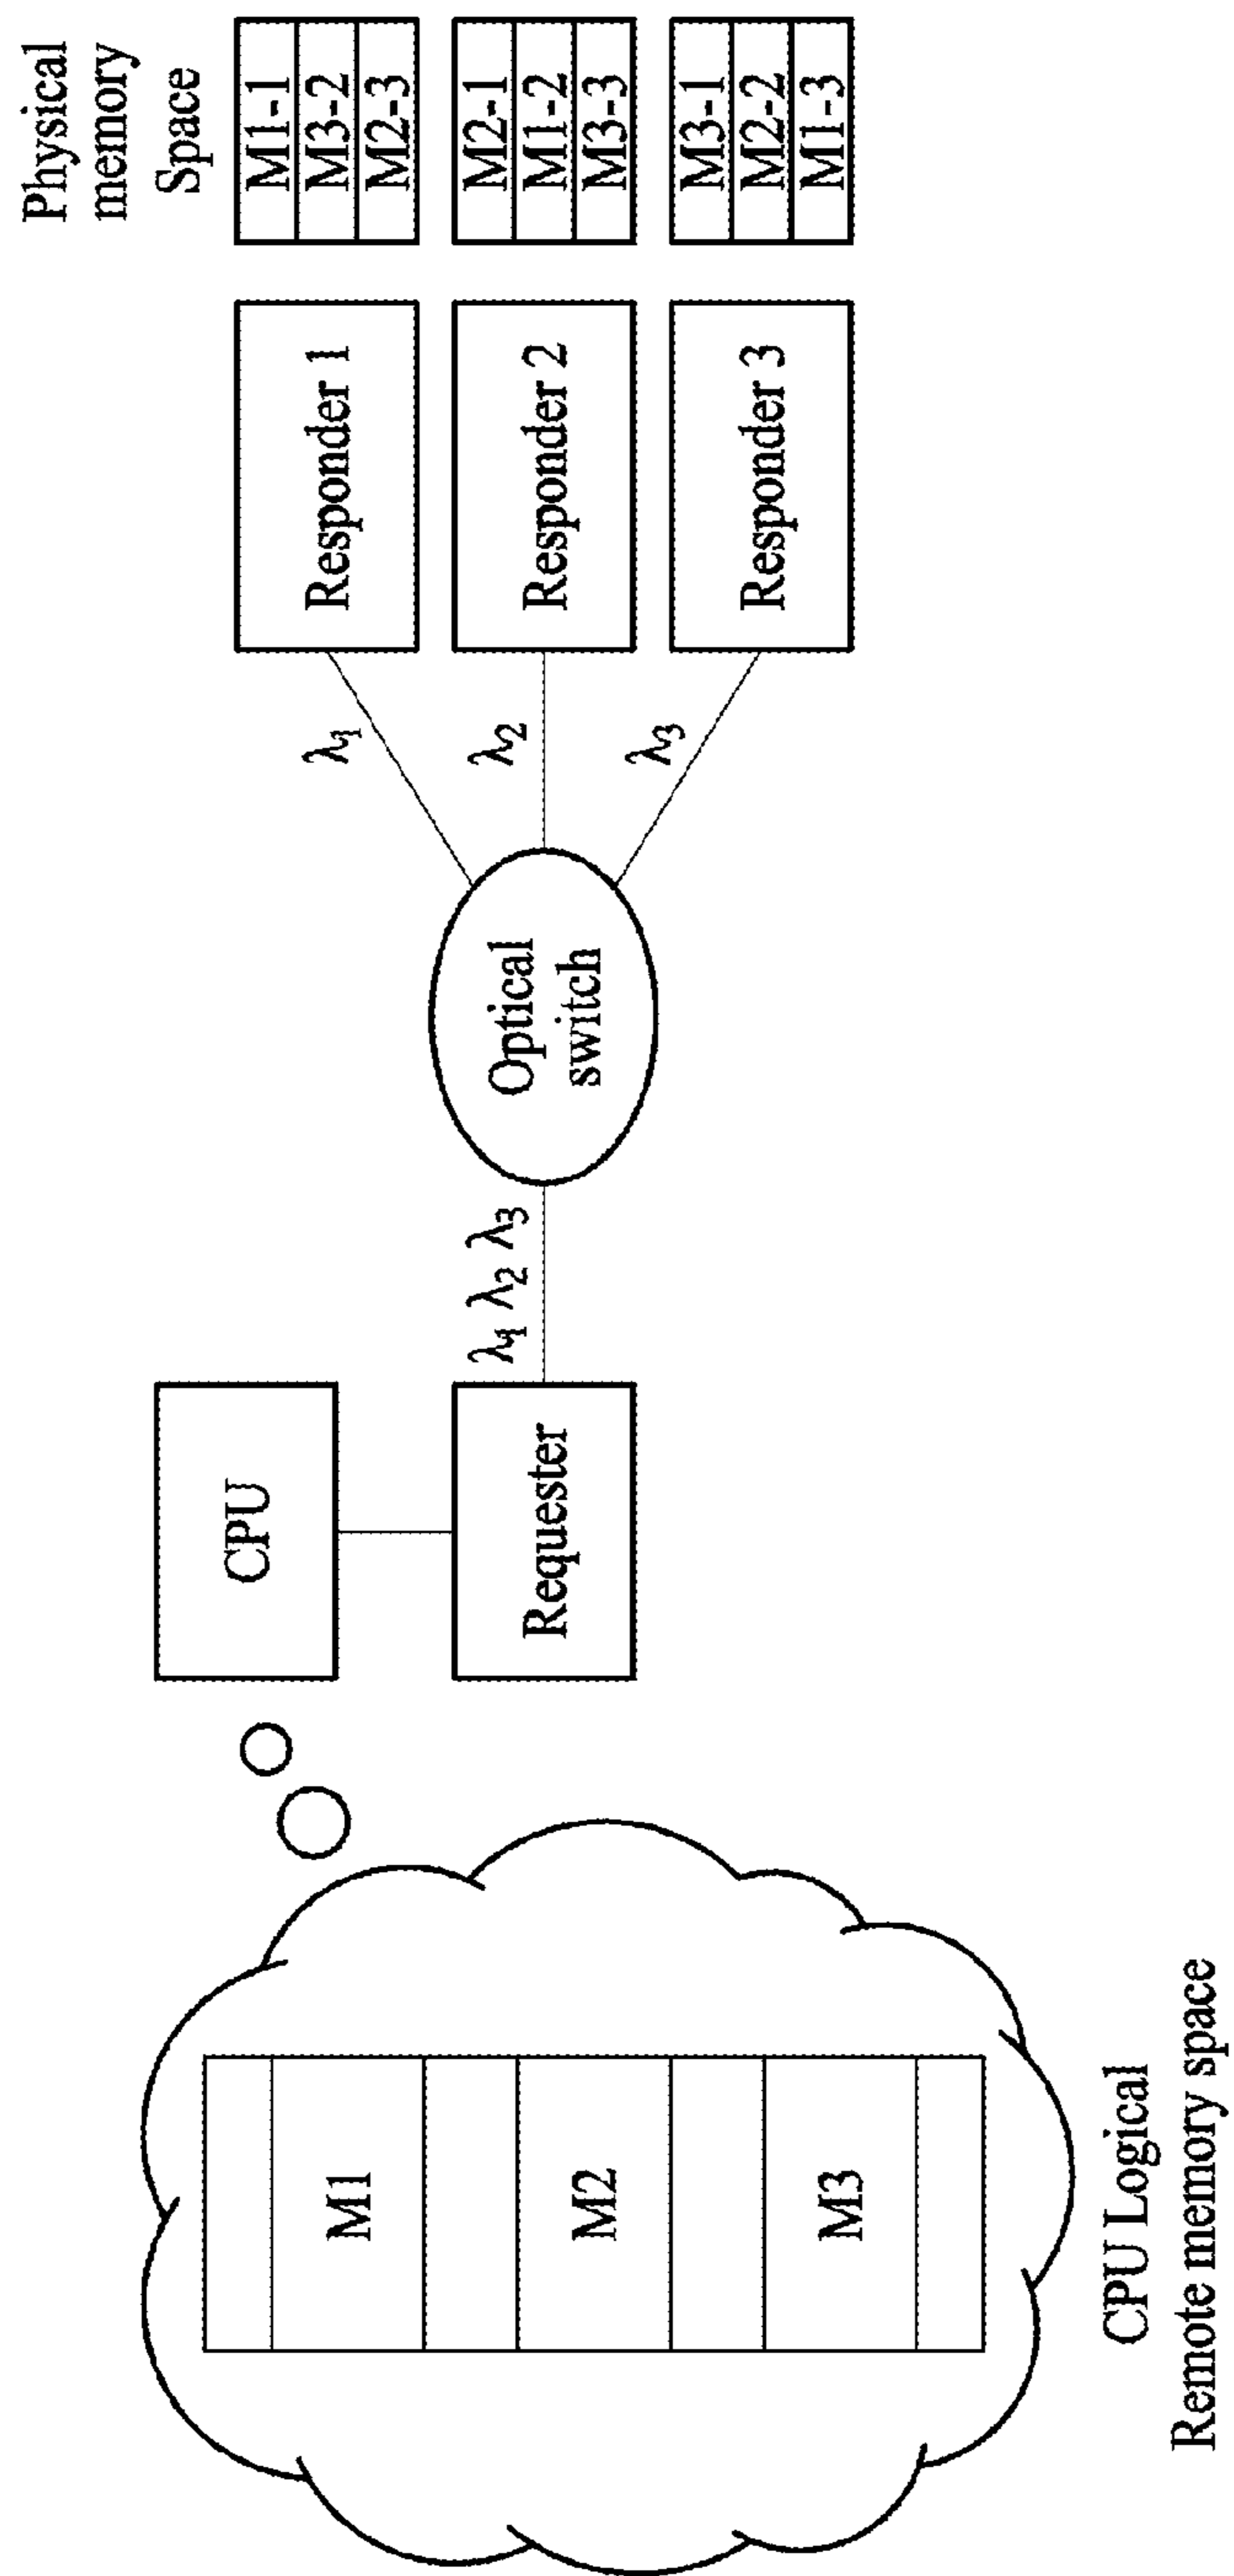 Physical
memory
Space
CPU
M1-1
M3-2
M2-3
Responder 1
λ1
M1
M2
M3
Requester
λ1 λ2 λ3
Optical
switch
λ2
Responder 2
M2-1
M1-2
M3-3
λ3
Responder 3
M3-1
M2-2
M1-3
CPU Logical
Remote memory space